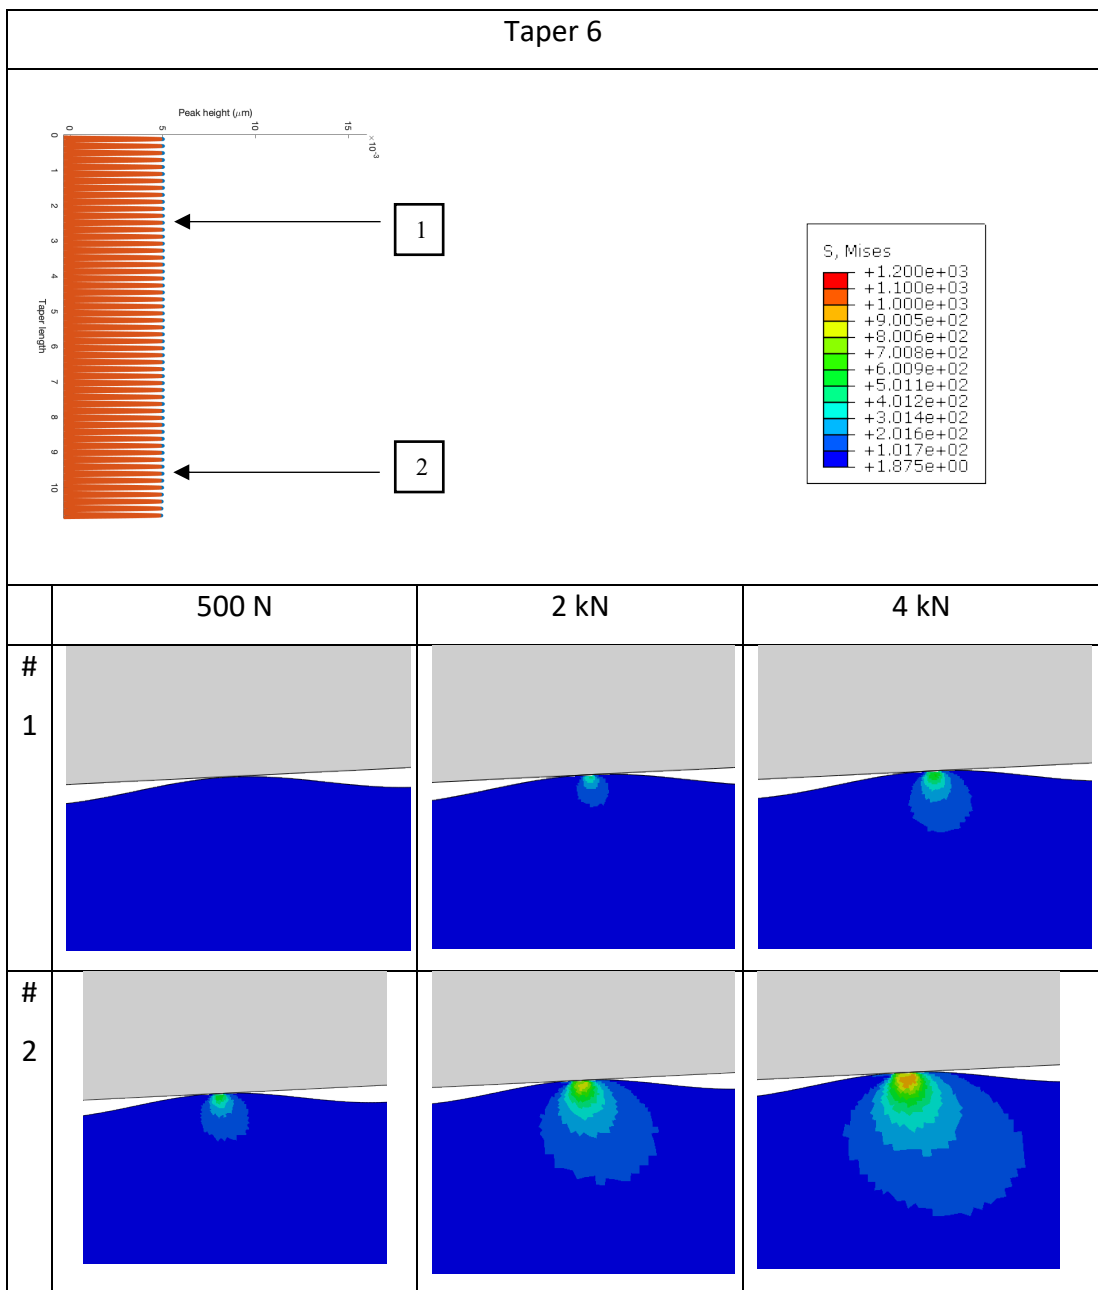 Taper 6
Peak height (μm)
0 5 10 15
×10-3
0
1
2
3
4
5
6
7
8
9
10
Taper length
1
2
S, Mises
+1.200e+03
+1.100e+03
+1.000e+03
+9.005e+02
+8.006e+02
+7.008e+02
+6.009e+02
+5.011e+02
+4.012e+02
+3.014e+02
+2.016e+02
+1.017e+02
+1.875e+00
500 N 2 kN 4 kN
#
1
#
2